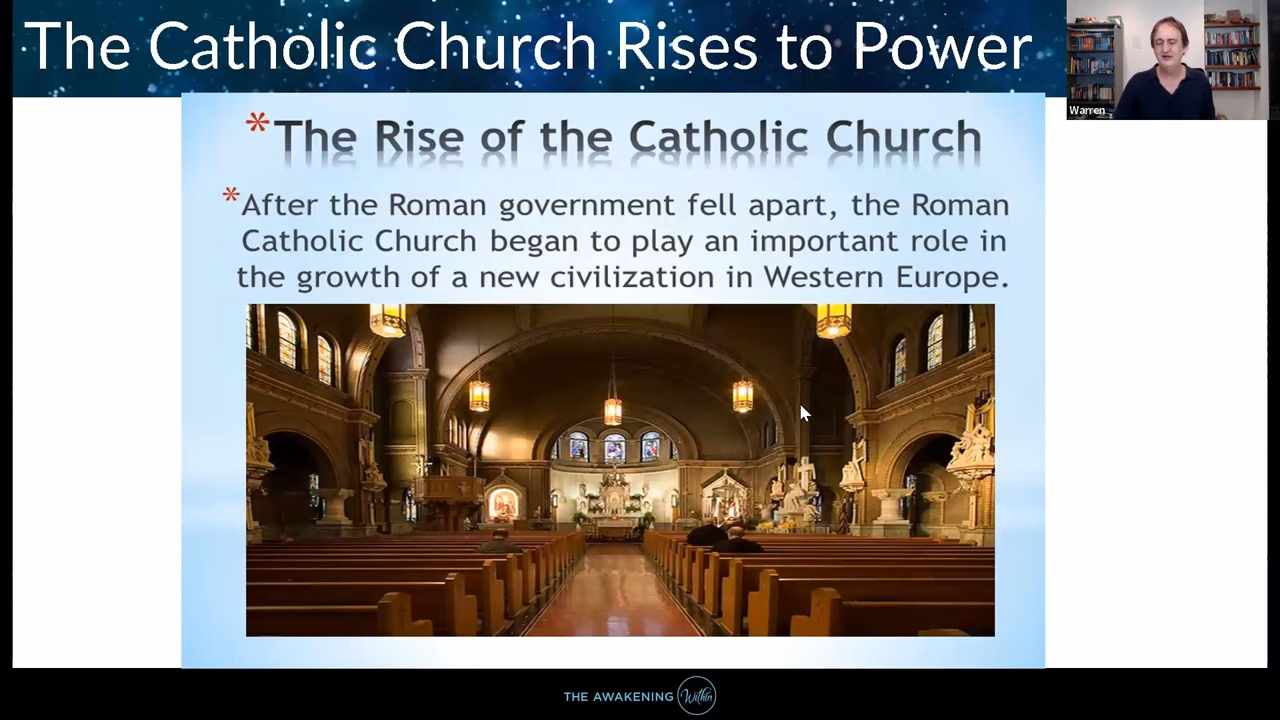 The Catholic Church Rises to Power
Warren
*The Rise of the Catholic Church
*After the Roman government fell apart, the Roman
Catholic Church began to play an important role in
the growth of a new civilization in Western Europe.
THE AWAKENING Within